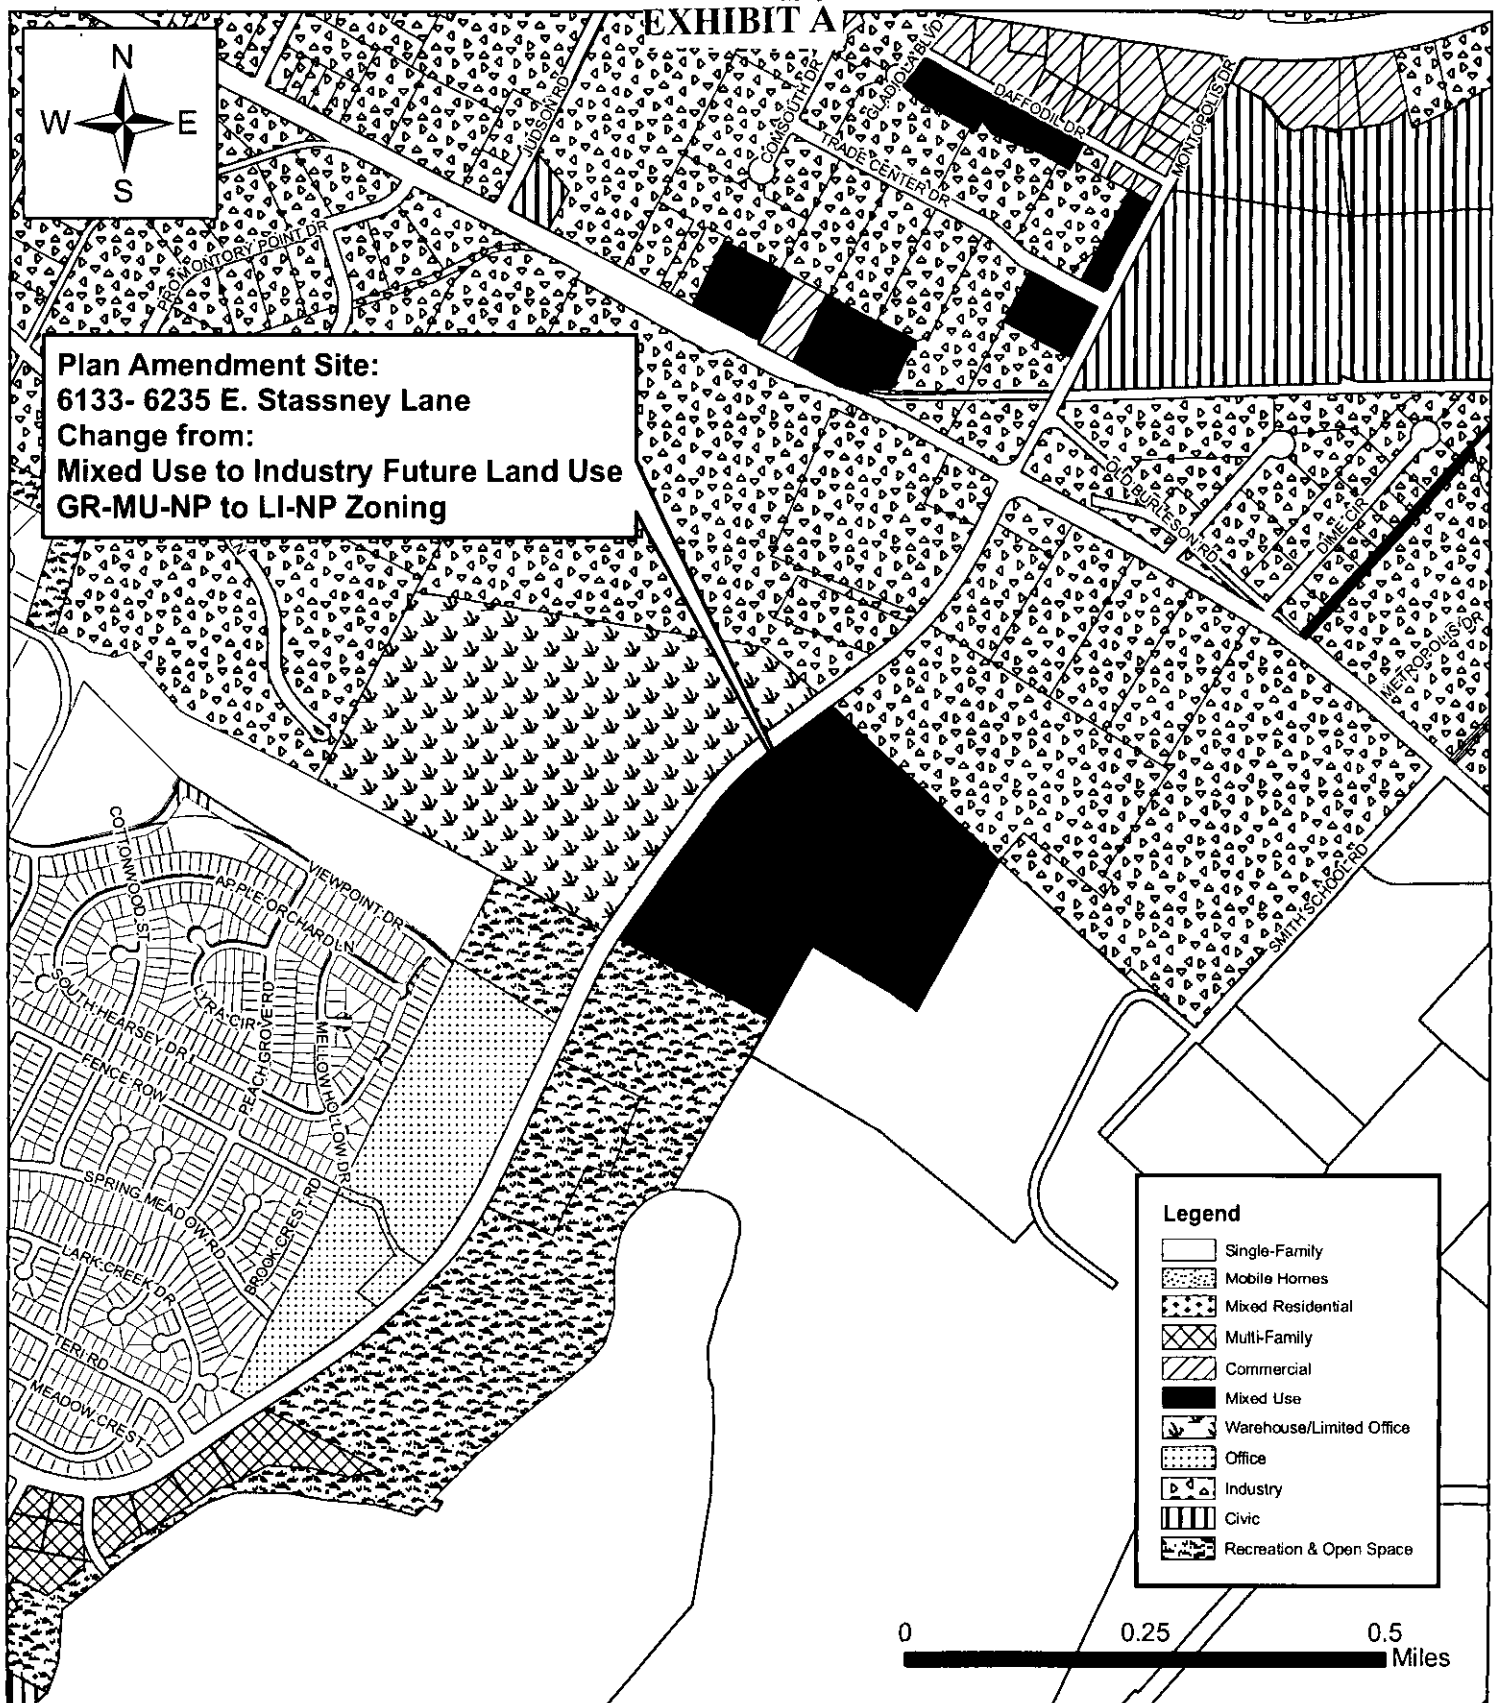 EXHIBIT A
N
W E
S
JUDSON RD
COMSOUTH DR
GLADIOLA BLVD
DAFFODIL DR
TRADE CENTER DR
MONTOPOLIS DR
PROMONTORY POINT DR
Plan Amendment Site:
6133- 6235 E. Stassney Lane
Change from:
Mixed Use to Industry Future Land Use
GR-MU-NP to LI-NP Zoning
OLD BURLESON RD
DIME CIR
METROPOLIS DR
SMITH SCHOOL RD
COTTONWOOD ST
VIEWPOINT DR
APPLE ORCHARD LN
LYRA CIR
SOUTH HEARSEY DR
PEACH GROVE RD
MELLOW HOLLOW DR
FENCE ROW
SPRING MEADOW RD
BROOK CREST RD
LARK CREEK DR
TERI RD
MEADOW CREST
Legend
Single-Family
Mobile Homes
Mixed Residential
Multi-Family
Commercial
Mixed Use
Warehouse/Limited Office
Office
Industry
Civic
Recreation & Open Space
0 0.25 0.5
Miles